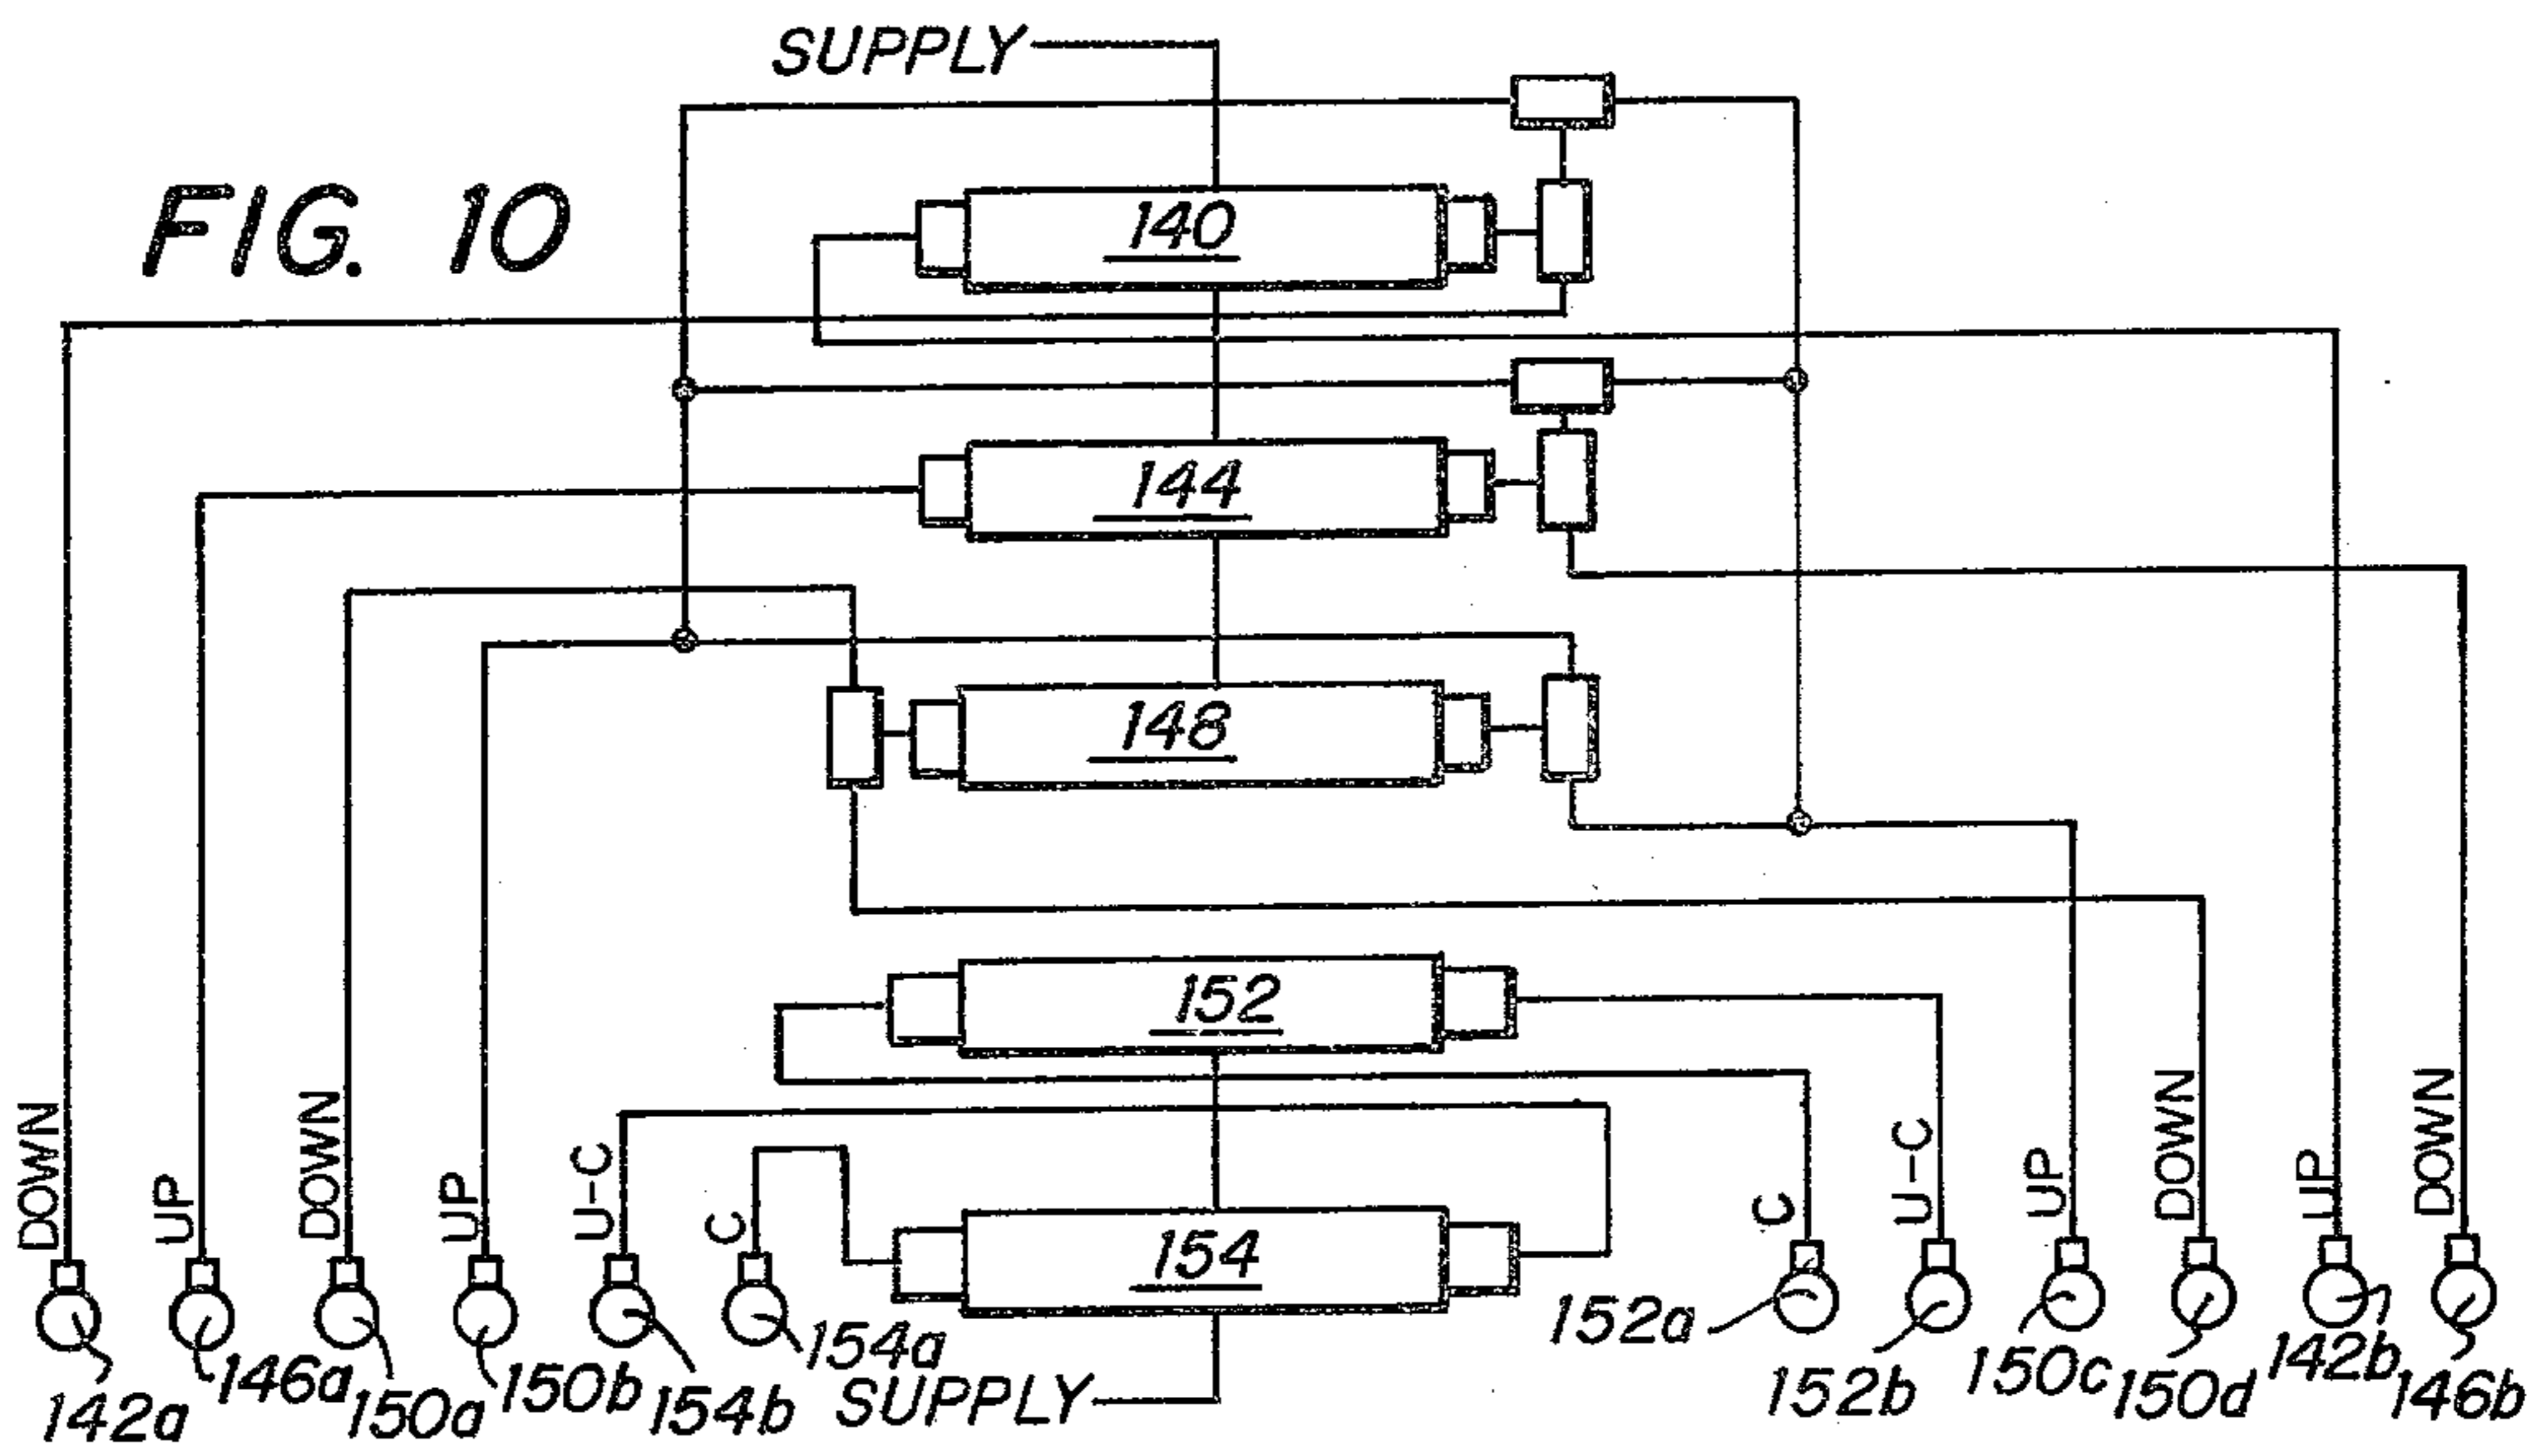 SUPPLY
FIG. 10
140
144
148
152
154
DOWN
UP
DOWN
UP
U-C
C
C
U-C
UP
DOWN
UP
DOWN
142a
146a
150a
150b
154b
154a
SUPPLY
152a
152b
150c
150d
142b
146b